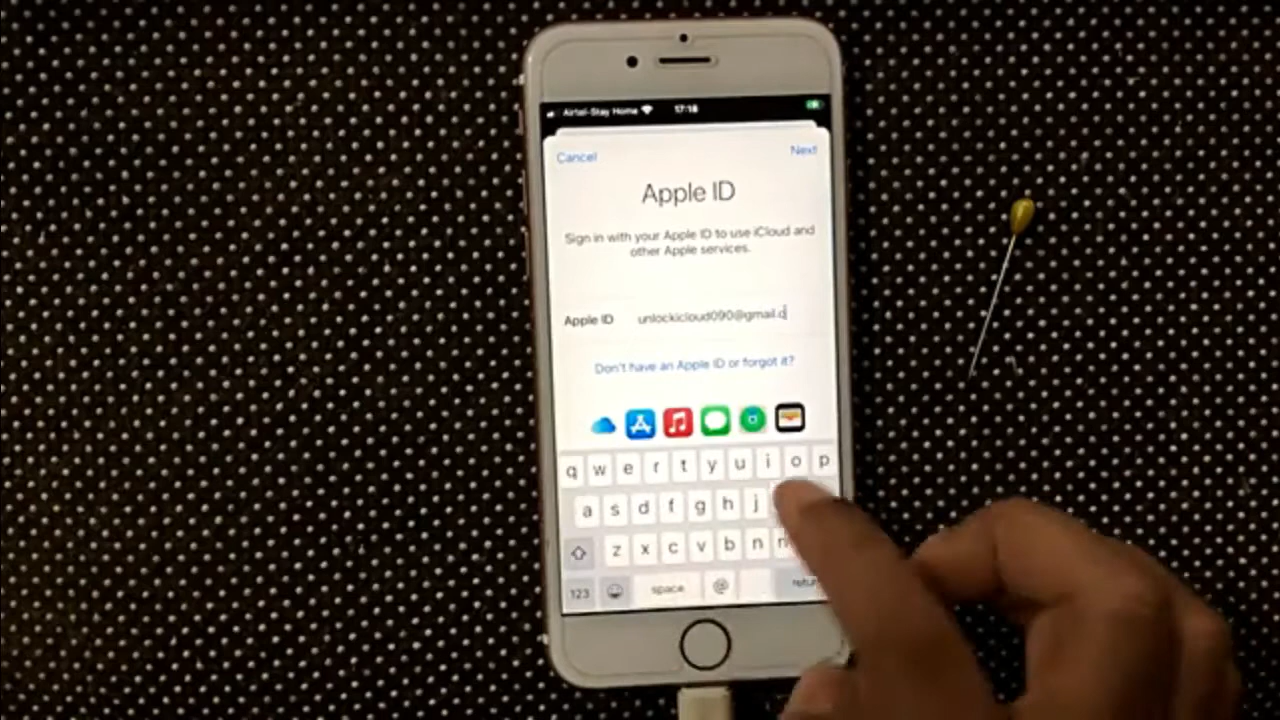 Airtel-Stay Home 17:18
Cancel Next
Apple ID
Sign in with your Apple ID to use iCloud and
other Apple services.
Apple ID unlockicloud090@gmail.c
Don't have an Apple ID or forgot it?
q w e r t y u i o p
a s d f g h j
z x c v b n
123 space @